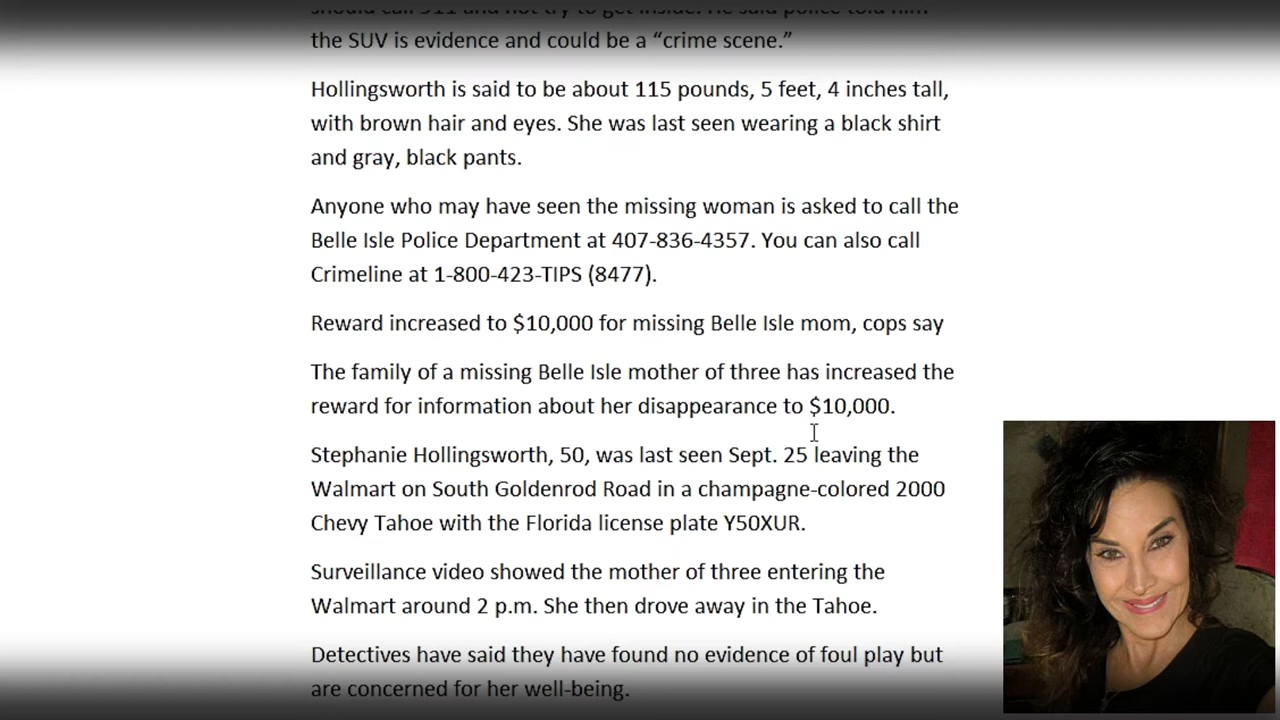 the SUV is evidence and could be a “crime scene.”
Hollingsworth is said to be about 115 pounds, 5 feet, 4 inches tall,
with brown hair and eyes. She was last seen wearing a black shirt
and gray, black pants.
Anyone who may have seen the missing woman is asked to call the
Belle Isle Police Department at 407-836-4357. You can also call
Crimeline at 1-800-423-TIPS (8477).
Reward increased to $10,000 for missing Belle Isle mom, cops say
The family of a missing Belle Isle mother of three has increased the
reward for information about her disappearance to $10,000.
Stephanie Hollingsworth, 50, was last seen Sept. 25 leaving the
Walmart on South Goldenrod Road in a champagne-colored 2000
Chevy Tahoe with the Florida license plate Y50XUR.
Surveillance video showed the mother of three entering the
Walmart around 2 p.m. She then drove away in the Tahoe.
Detectives have said they have found no evidence of foul play but
are concerned for her well-being.